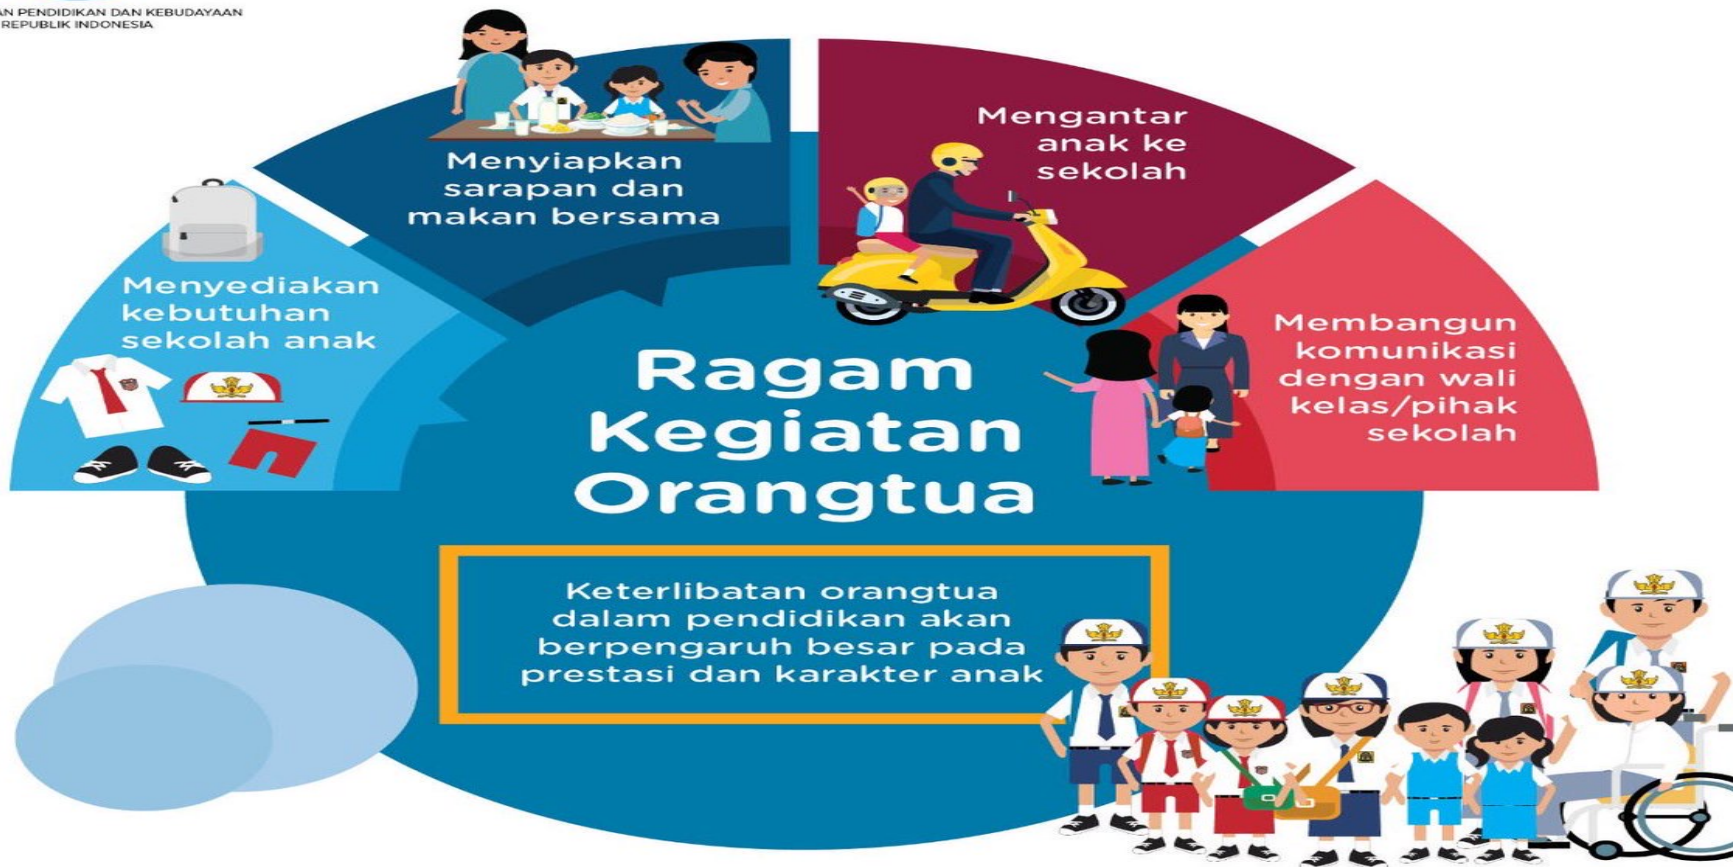 AN PENDIDIKAN DAN KEBUDAYAAN
REPUBLIK INDONESIA
Menyiapkan
sarapan dan
makan bersama
Mengantar
anak ke
sekolah
Menyediakan
kebutuhan
sekolah anak
Membangun
komunikasi
dengan wali
kelas/pihak
sekolah
Ragam
Kegiatan
Orangtua
Keterlibatan orangtua
dalam pendidikan akan
berpengaruh besar pada
prestasi dan karakter anak